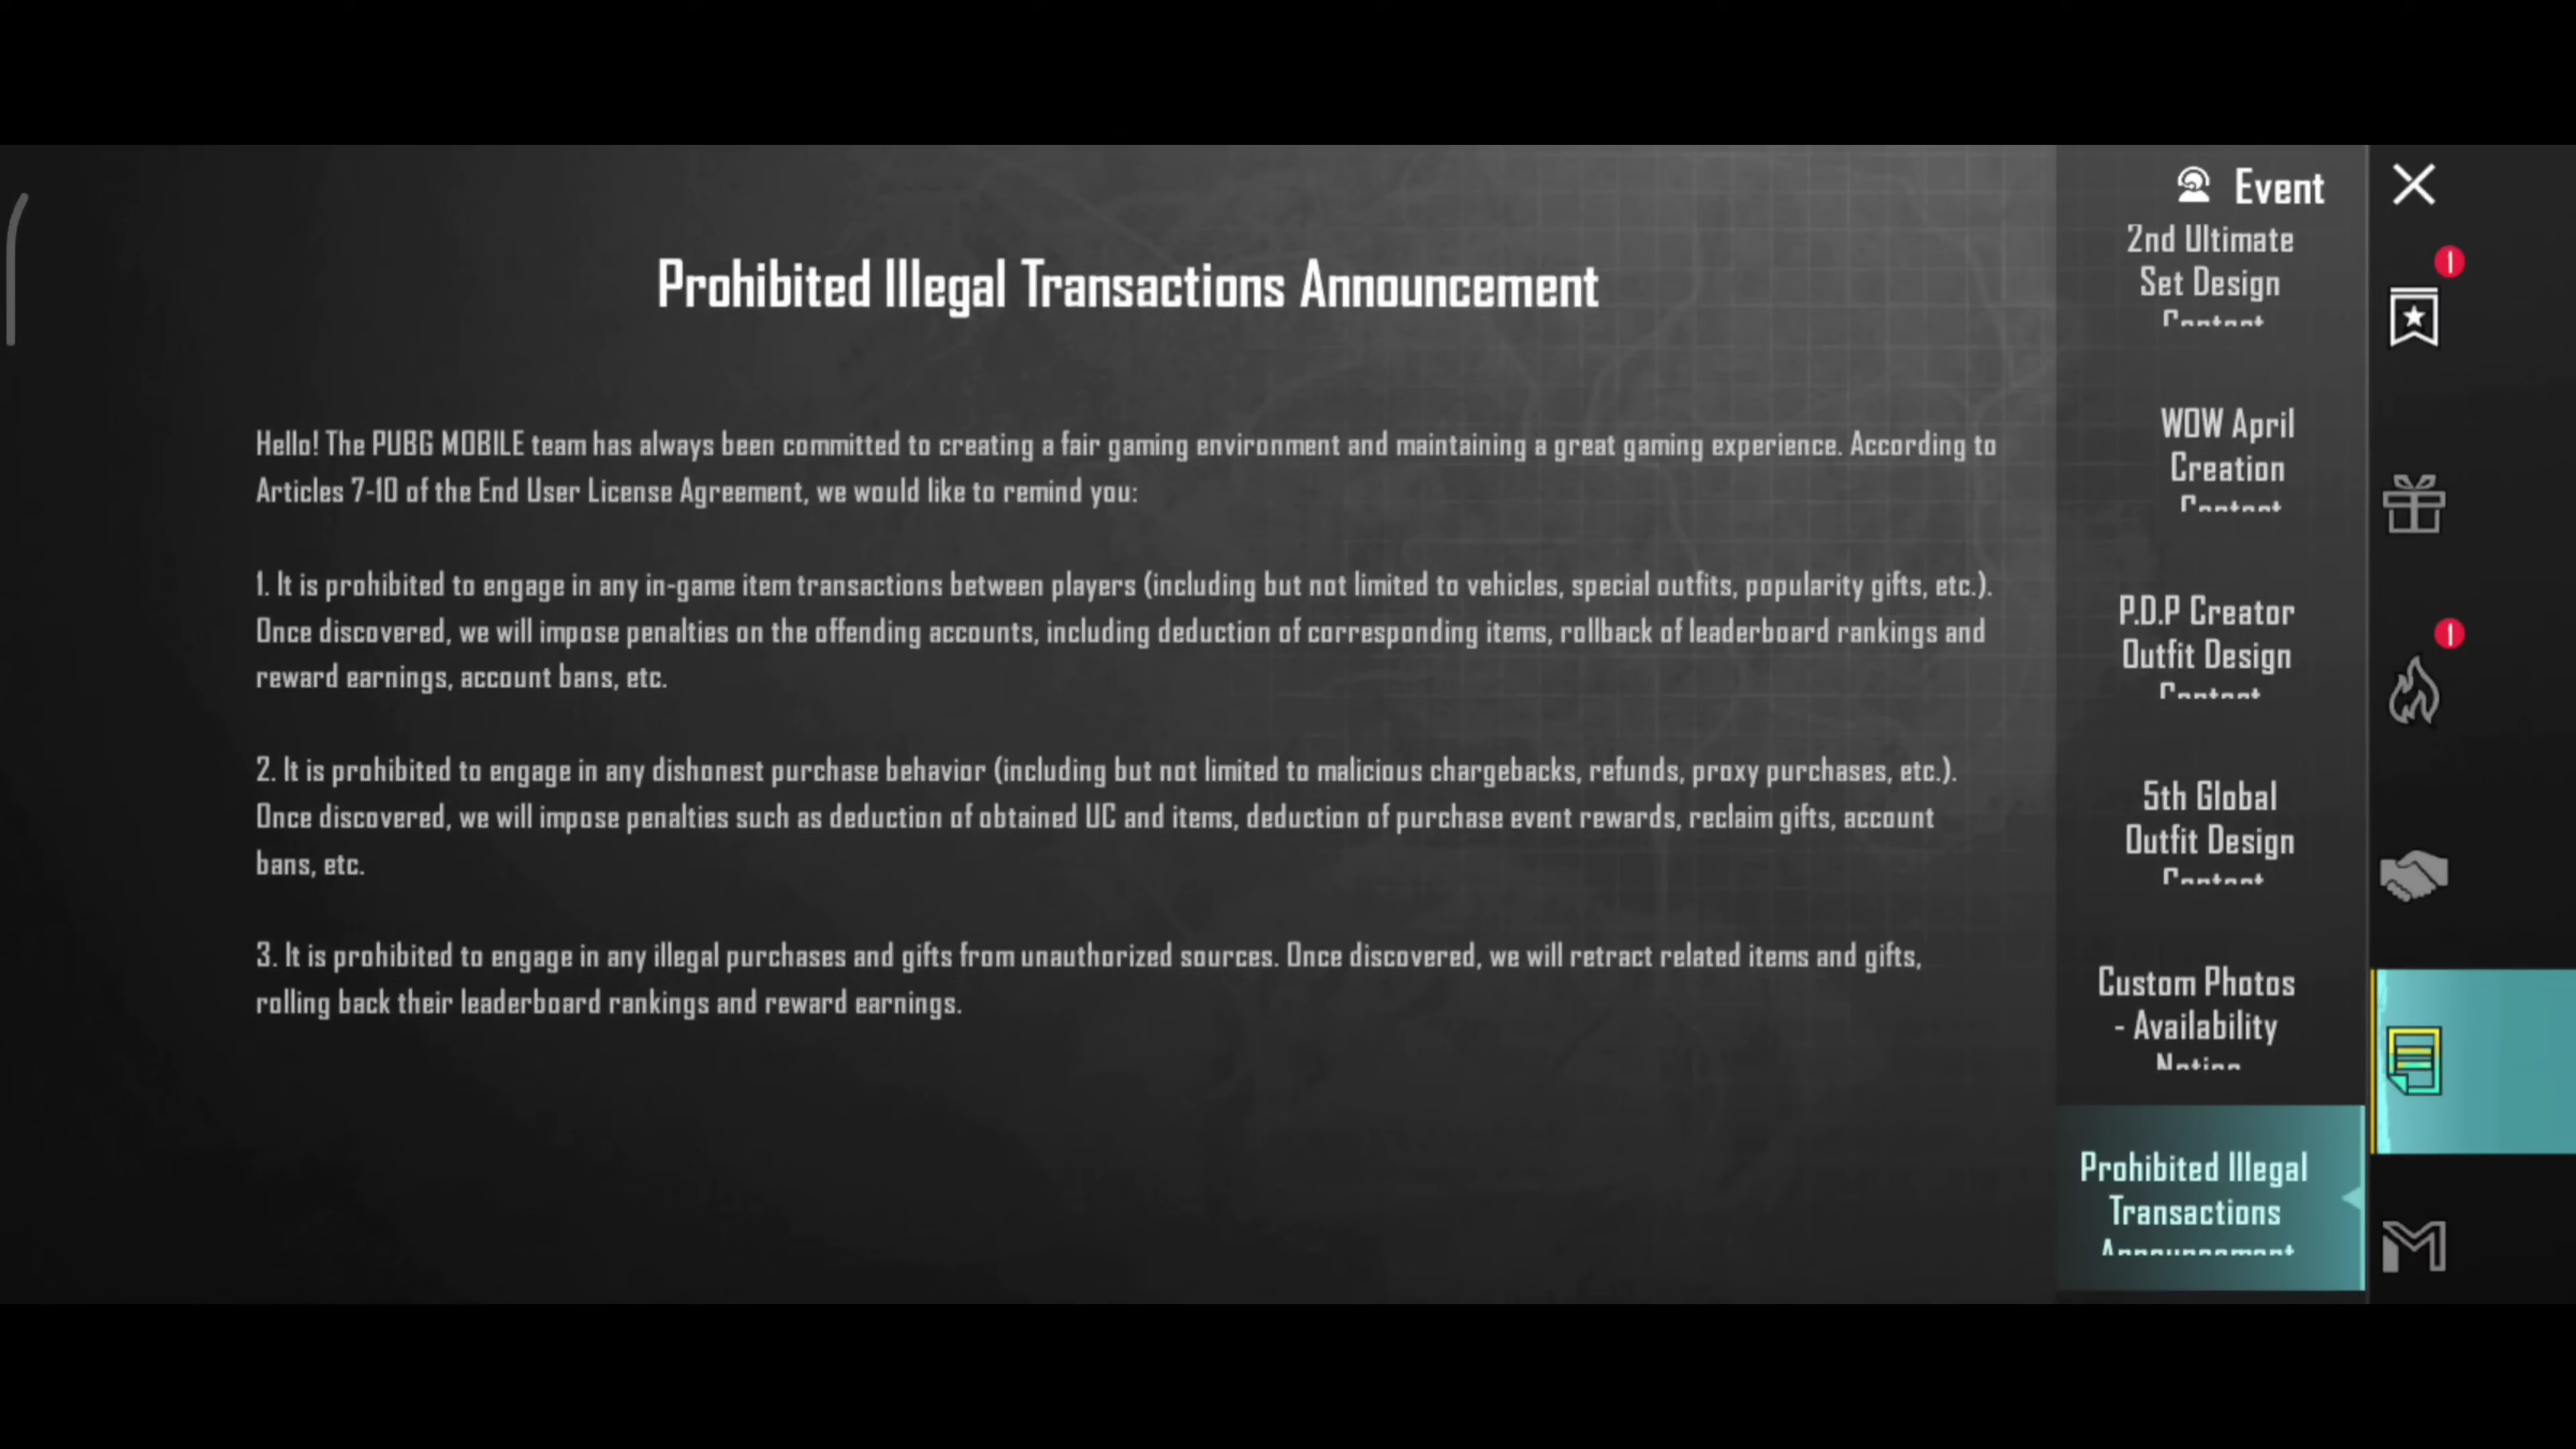 Prohibited Illegal Transactions Announcement
Hello! The PUBG MOBILE team has always been committed to creating a fair gaming environment and maintaining a great gaming experience. According to
Articles 7-10 of the End User License Agreement, we would like to remind you:
1. It is prohibited to engage in any in-game item transactions between players (including but not limited to vehicles, special outfits, popularity gifts, etc.).
Once discovered, we will impose penalties on the offending accounts, including deduction of corresponding items, rollback of leaderboard rankings and
reward earnings, account bans, etc.
2. It is prohibited to engage in any dishonest purchase behavior (including but not limited to malicious chargebacks, refunds, proxy purchases, etc.).
Once discovered, we will impose penalties such as deduction of obtained UC and items, deduction of purchase event rewards, reclaim gifts, account
bans, etc.
3. It is prohibited to engage in any illegal purchases and gifts from unauthorized sources. Once discovered, we will retract related items and gifts,
rolling back their leaderboard rankings and reward earnings.
Event
2nd Ultimate
Set Design
Contest
WOW April
Creation
Contest
P.D.P Creator
Outfit Design
Contest
5th Global
Outfit Design
Contest
Custom Photos
- Availability
Notice
Prohibited Illegal
Transactions
Announcement